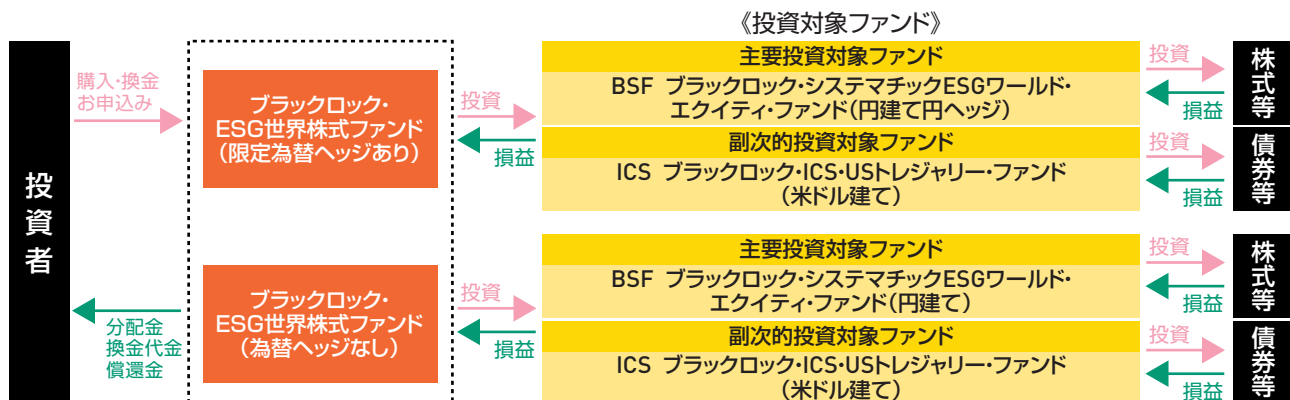 《投資対象ファンド》
投資者
購入・換金
お申込み
分配金
換金代金
償還金
ブラックロック・
ESG世界株式ファンド
(限定為替ヘッジあり)
投資
損益
主要投資対象ファンド
BSF ブラックロック・システマチックESGワールド・
エクイティ・ファンド(円建て円ヘッジ)
投資
損益
株式等
副次的投資対象ファンド
ICS ブラックロック・ICS・USトレジャリー・ファンド
(米ドル建て)
投資
損益
債券等
ブラックロック・
ESG世界株式ファンド
(為替ヘッジなし)
投資
損益
主要投資対象ファンド
BSF ブラックロック・システマチックESGワールド・
エクイティ・ファンド(円建て)
投資
損益
株式等
副次的投資対象ファンド
ICS ブラックロック・ICS・USトレジャリー・ファンド
(米ドル建て)
投資
損益
債券等